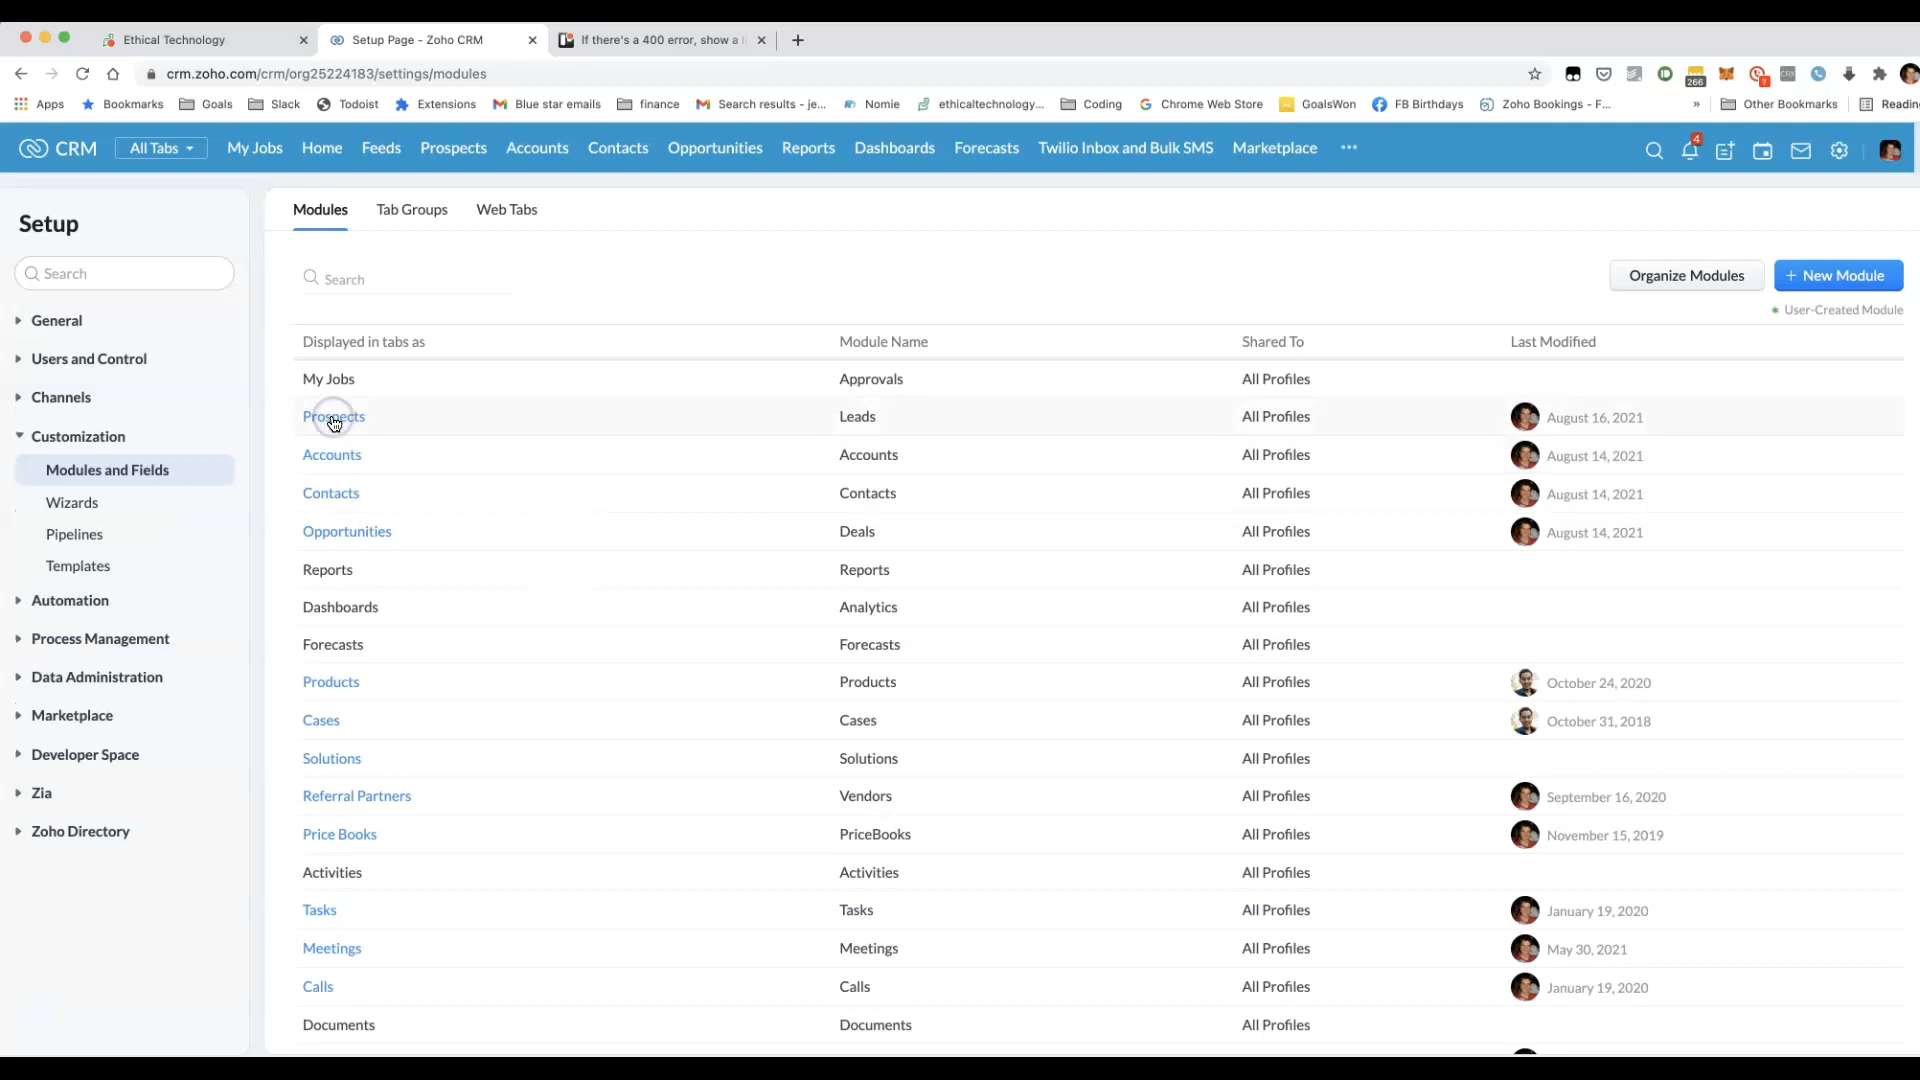 Ethical Technology
Setup Page - Zoho CRM
If there's a 400 error, show a
crm.zoho.com/crm/org25224183/settings/modules
266
Apps Bookmarks Goals Slack Todoist Extensions Blue star emails finance Search results - je... Nomie ethicaltechnology... Coding Chrome Web Store GoalsWon FB Birthdays Zoho Bookings - F... » Other Bookmarks Reading
CRM All Tabs My Jobs Home Feeds Prospects Accounts Contacts Opportunities Reports Dashboards Forecasts Twilio Inbox and Bulk SMS Marketplace ••• 4
Setup
Search
General
Users and Control
Channels
Customization
Modules and Fields
Wizards
Pipelines
Templates
Automation
Process Management
Data Administration
Marketplace
Developer Space
Zia
Zoho Directory
Modules Tab Groups Web Tabs
Search
Organize Modules + New Module
* User-Created Module
Displayed in tabs as Module Name Shared To Last Modified
My Jobs Approvals All Profiles
Prospects Leads All Profiles August 16, 2021
Accounts Accounts All Profiles August 14, 2021
Contacts Contacts All Profiles August 14, 2021
Opportunities Deals All Profiles August 14, 2021
Reports Reports All Profiles
Dashboards Analytics All Profiles
Forecasts Forecasts All Profiles
Products Products All Profiles October 24, 2020
Cases Cases All Profiles October 31, 2018
Solutions Solutions All Profiles
Referral Partners Vendors All Profiles September 16, 2020
Price Books PriceBooks All Profiles November 15, 2019
Activities Activities All Profiles
Tasks Tasks All Profiles January 19, 2020
Meetings Meetings All Profiles May 30, 2021
Calls Calls All Profiles January 19, 2020
Documents Documents All Profiles